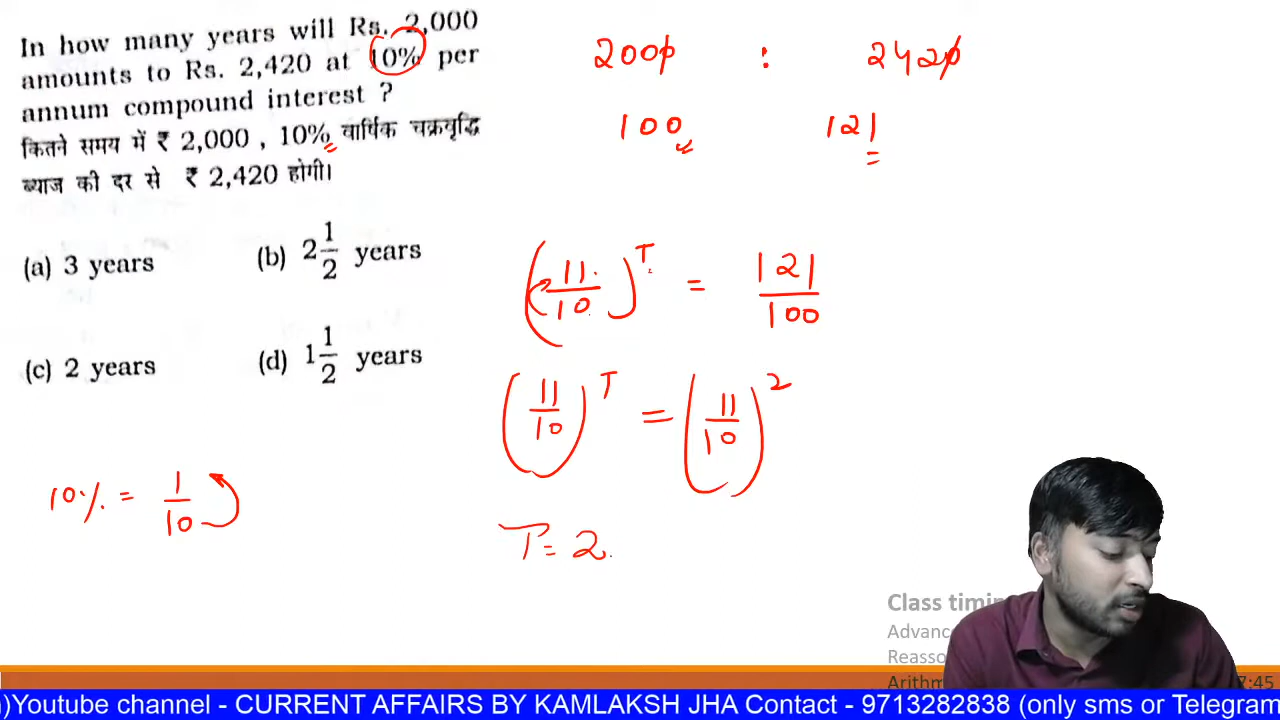 In how many years will Rs. 2,000
amounts to Rs. 2,420 at 10% per
annum compound interest ?
कितने समय में ₹ 2,000 , 10% वार्षिक चक्रवृद्धि
ब्याज की दर से ₹ 2,420 होगी।
(a) 3 years (b) 2 1/2 years
(c) 2 years (d) 1 1/2 years
10% = 1/10
2000 : 2420
100 121
(11/10)^T = 121/100
(11/10)^T = (11/10)^2
T = 2.
Class timin
Advanc
Reaso
Arithm 7:45
)Youtube channel - CURRENT AFFAIRS BY KAMLAKSH JHA Contact - 9713282838 (only sms or Telegram